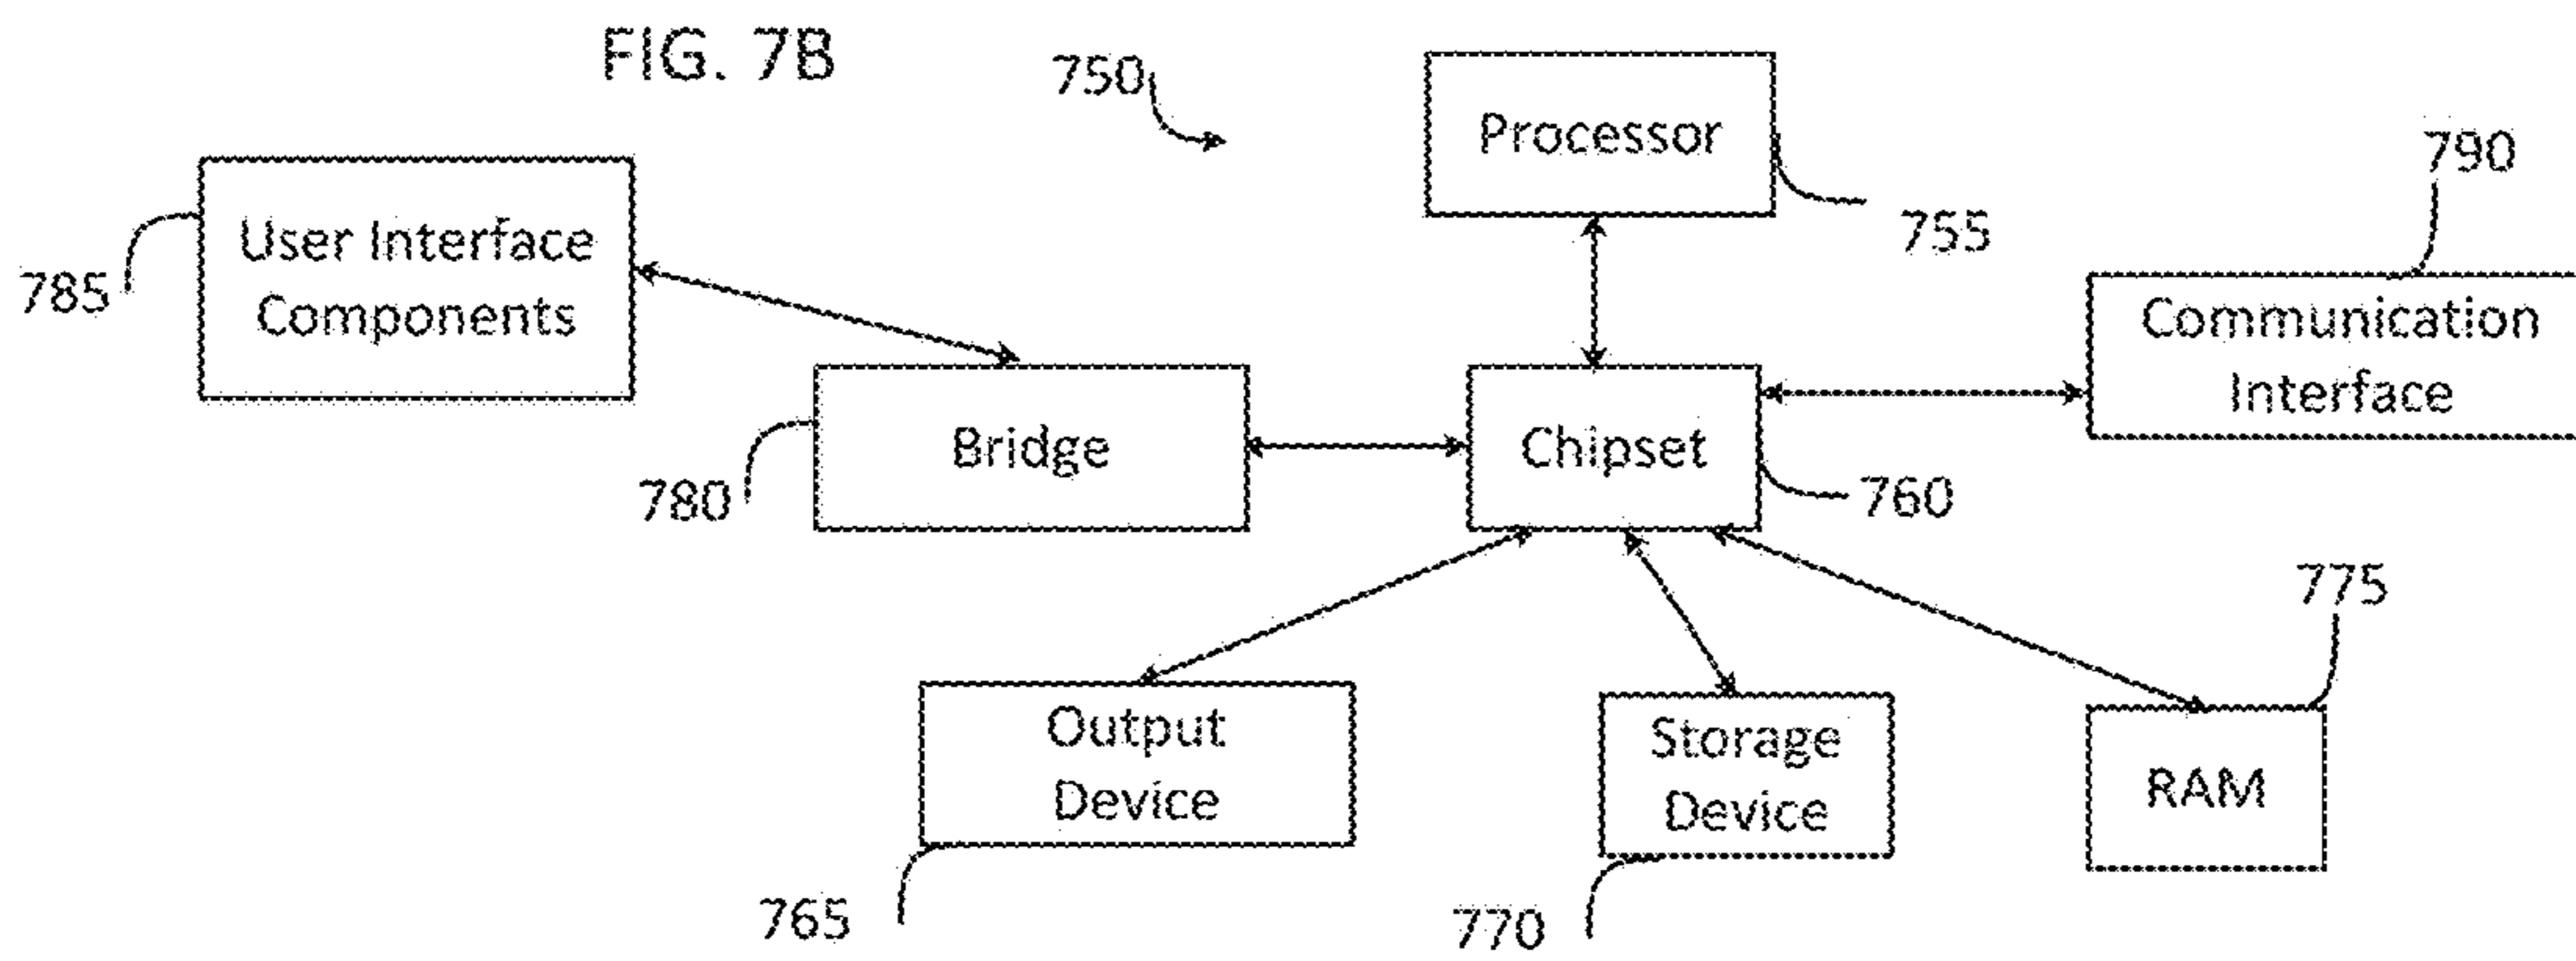 FIG. 7B
750
Processor
755
790
User Interface
Components
785
Communication
Interface
Bridge
780
Chipset
760
775
Output
Device
765
Storage
Device
770
RAM